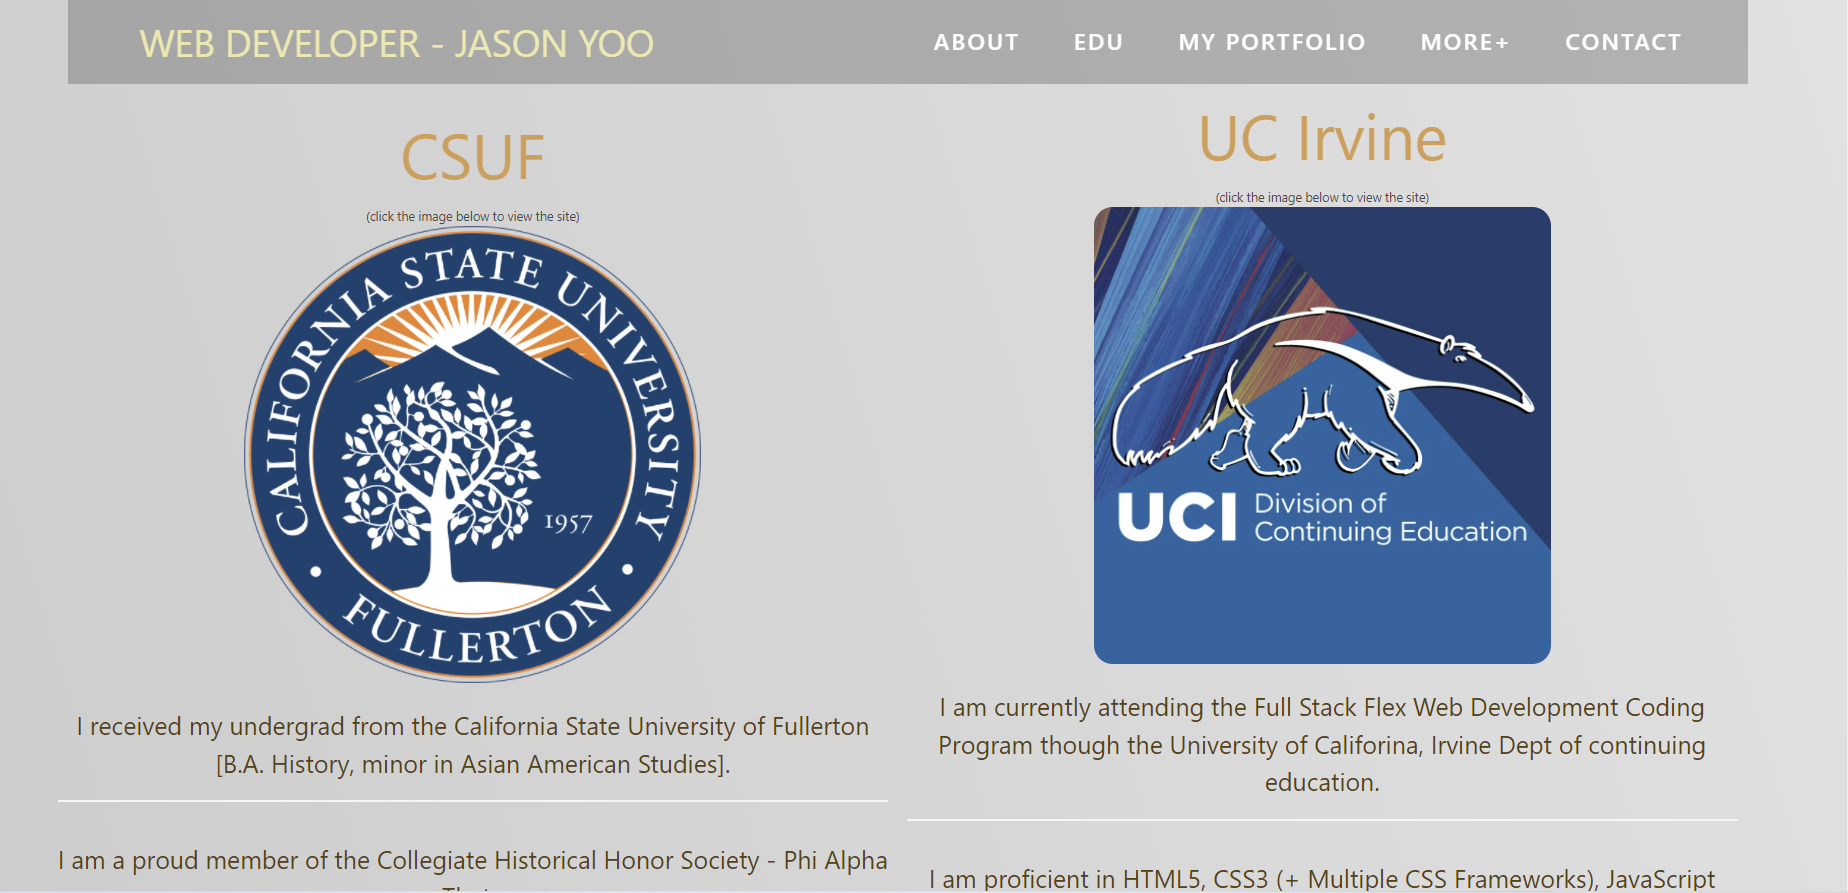 WEB DEVELOPER - JASON YOO
ABOUT EDU MY PORTFOLIO MORE+ CONTACT
CSUF
(click the image below to view the site)
CALIFORNIA STATE UNIVERSITY
1957
FULLERTON
I received my undergrad from the California State University of Fullerton
[B.A. History, minor in Asian American Studies].
I am a proud member of the Collegiate Historical Honor Society - Phi Alpha
UC Irvine
(click the image below to view the site)
UCI Division of
Continuing Education
I am currently attending the Full Stack Flex Web Development Coding
Program though the University of Califorina, Irvine Dept of continuing
education.
I am proficient in HTML5, CSS3 (+ Multiple CSS Frameworks), JavaScript